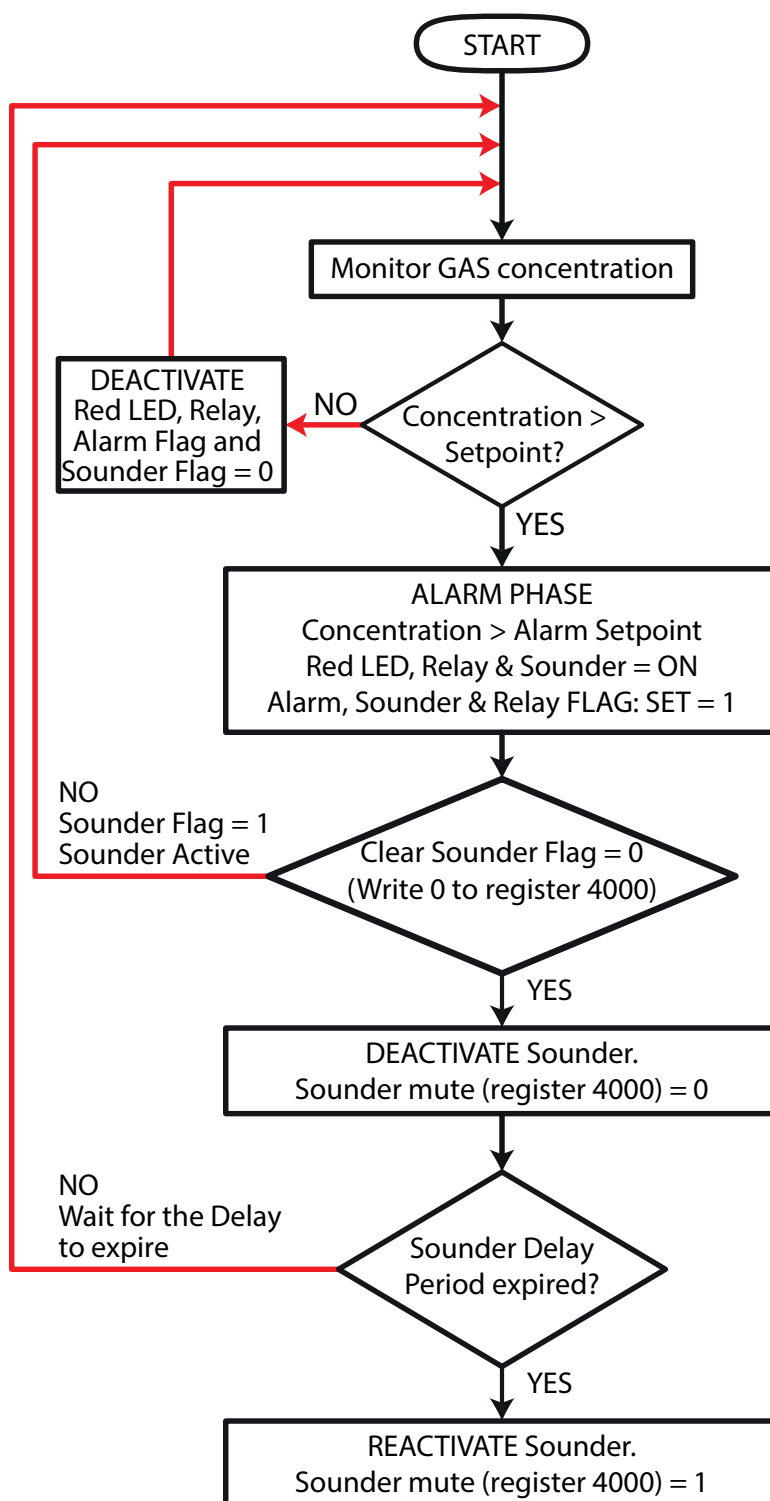 START
Monitor GAS concentration
Concentration >
Setpoint?
NO
DEACTIVATE
Red LED, Relay,
Alarm Flag and
Sounder Flag = 0
YES
ALARM PHASE
Concentration > Alarm Setpoint
Red LED, Relay & Sounder = ON
Alarm, Sounder & Relay FLAG: SET = 1
Clear Sounder Flag = 0
(Write 0 to register 4000)
NO
Sounder Flag = 1
Sounder Active
YES
DEACTIVATE Sounder.
Sounder mute (register 4000) = 0
Sounder Delay
Period expired?
NO
Wait for the Delay
to expire
YES
REACTIVATE Sounder.
Sounder mute (register 4000) = 1